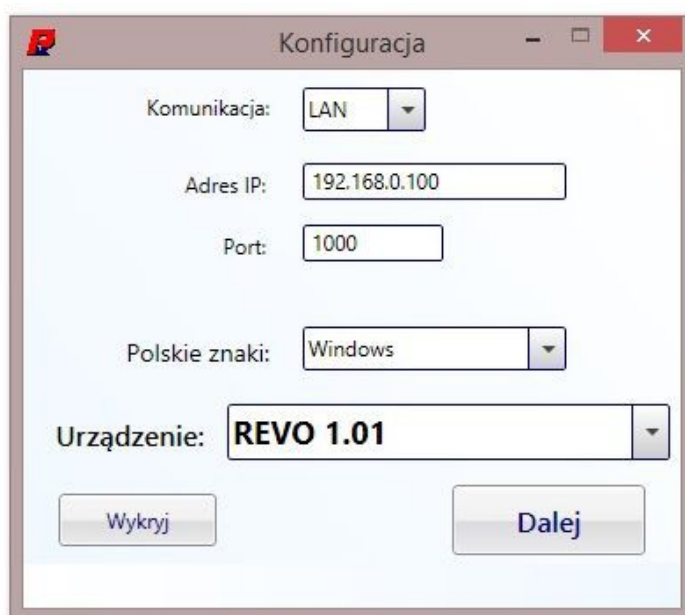 Konfiguracja
Komunikacja: LAN
Adres IP: 192.168.0.100
Port: 1000
Polskie znaki: Windows
Urządzenie: REVO 1.01
Wykryj Dalej